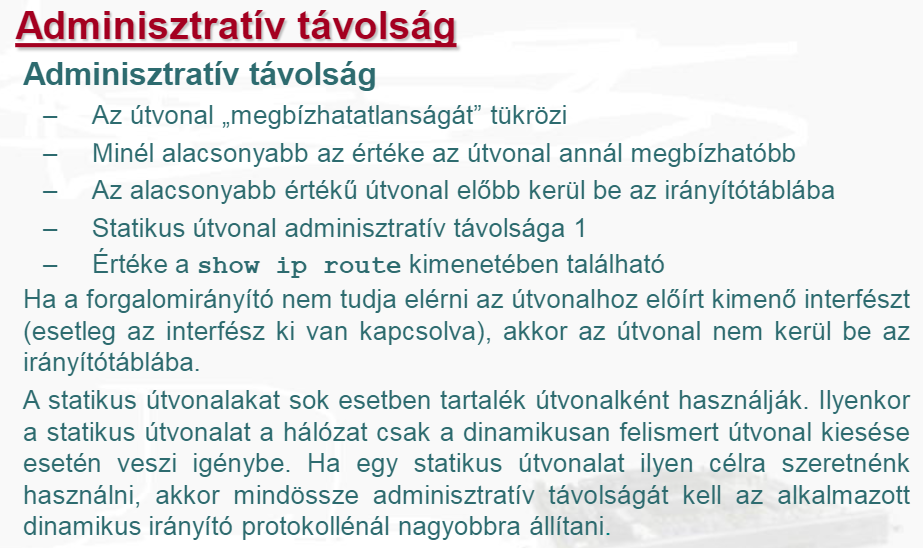 Adminisztratív távolság
Adminisztratív távolság
– Az útvonal „megbízhatatlanságát” tükrözi
– Minél alacsonyabb az értéke az útvonal annál megbízhatóbb
– Az alacsonyabb értékű útvonal előbb kerül be az irányítótáblába
– Statikus útvonal adminisztratív távolsága 1
– Értéke a show ip route kimenetében található
Ha a forgalomirányító nem tudja elérni az útvonalhoz előírt kimenő interfészt
(esetleg az interfész ki van kapcsolva), akkor az útvonal nem kerül be az
irányítótáblába.
A statikus útvonalakat sok esetben tartalék útvonalként használják. Ilyenkor
a statikus útvonalat a hálózat csak a dinamikusan felismert útvonal kiesése
esetén veszi igénybe. Ha egy statikus útvonalat ilyen célra szeretnénk
használni, akkor mindössze adminisztratív távolságát kell az alkalmazott
dinamikus irányító protokollénál nagyobbra állítani.